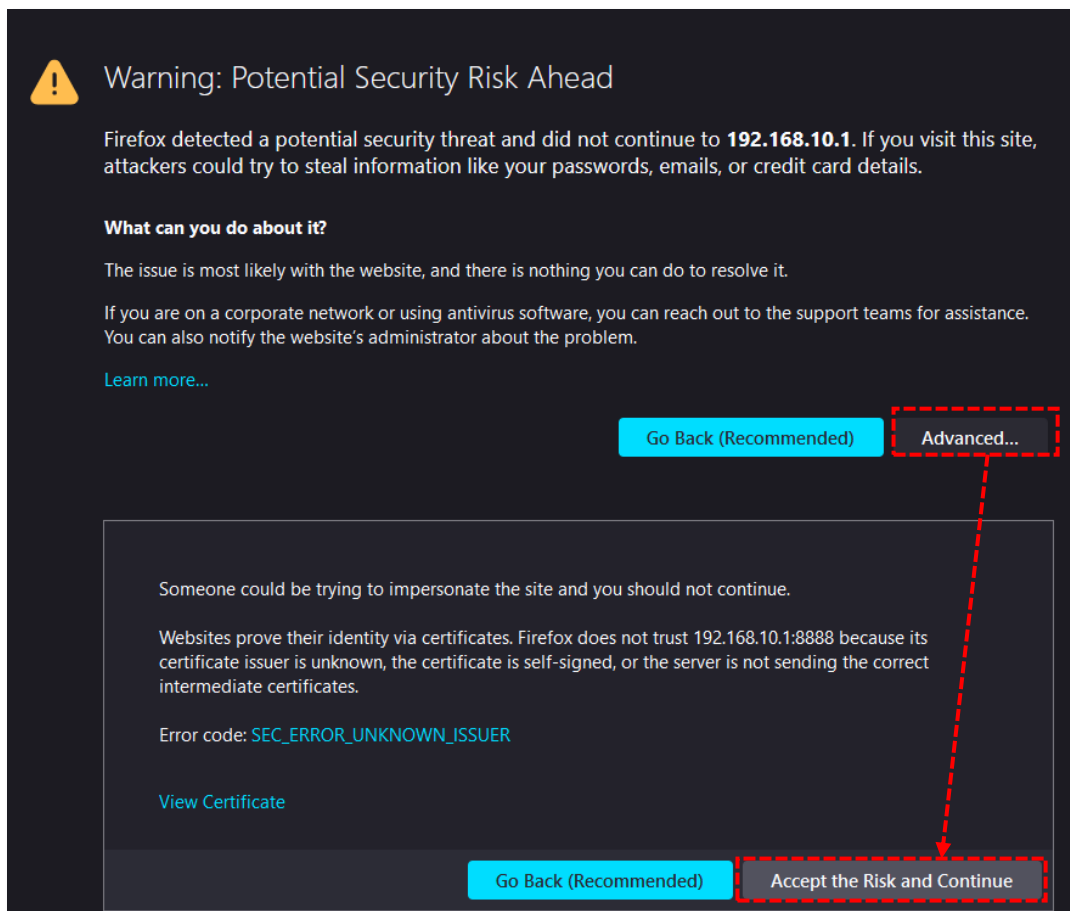 Warning: Potential Security Risk Ahead
Firefox detected a potential security threat and did not continue to 192.168.10.1. If you visit this site,
attackers could try to steal information like your passwords, emails, or credit card details.
What can you do about it?
The issue is most likely with the website, and there is nothing you can do to resolve it.
If you are on a corporate network or using antivirus software, you can reach out to the support teams for assistance.
You can also notify the website’s administrator about the problem.
Learn more...
Go Back (Recommended) Advanced...
Someone could be trying to impersonate the site and you should not continue.
Websites prove their identity via certificates. Firefox does not trust 192.168.10.1:8888 because its
certificate issuer is unknown, the certificate is self-signed, or the server is not sending the correct
intermediate certificates.
Error code: SEC_ERROR_UNKNOWN_ISSUER
View Certificate
Go Back (Recommended) Accept the Risk and Continue